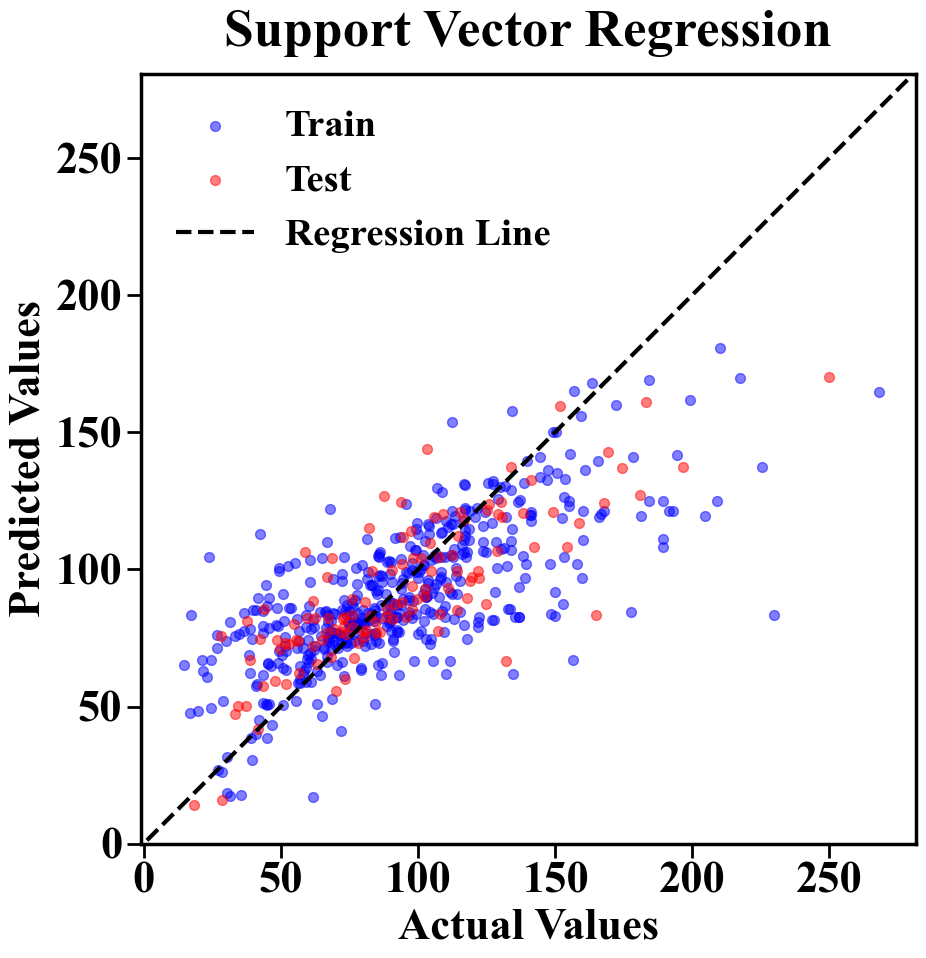 Support Vector Regression
Train
Test
Regression Line
250
200
150
100
50
0
Predicted Values
0 50 100 150 200 250
Actual Values